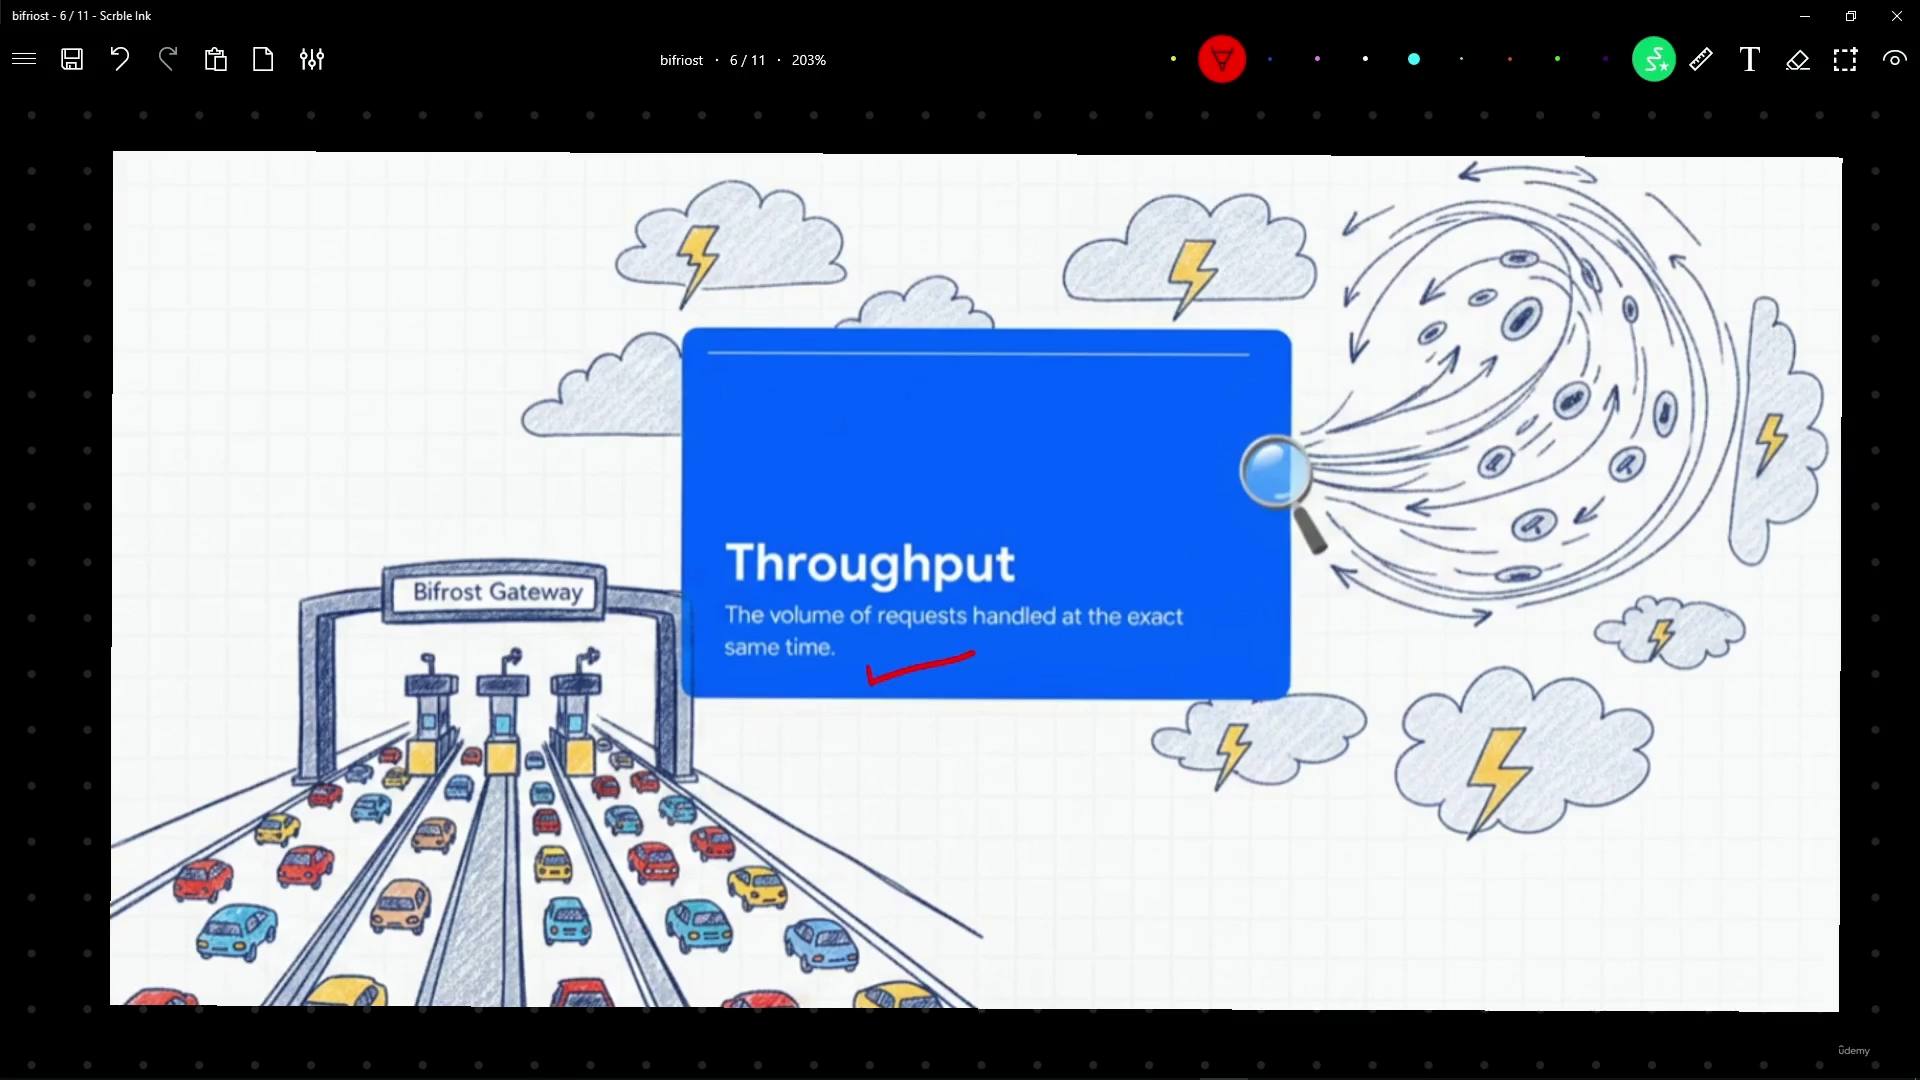 bifriost - 6 / 11 - Scrble Ink
bifriost · 6 / 11 · 203%
T
Bifrost Gateway
Throughput
The volume of requests handled at the exact
same time.
ûdemy